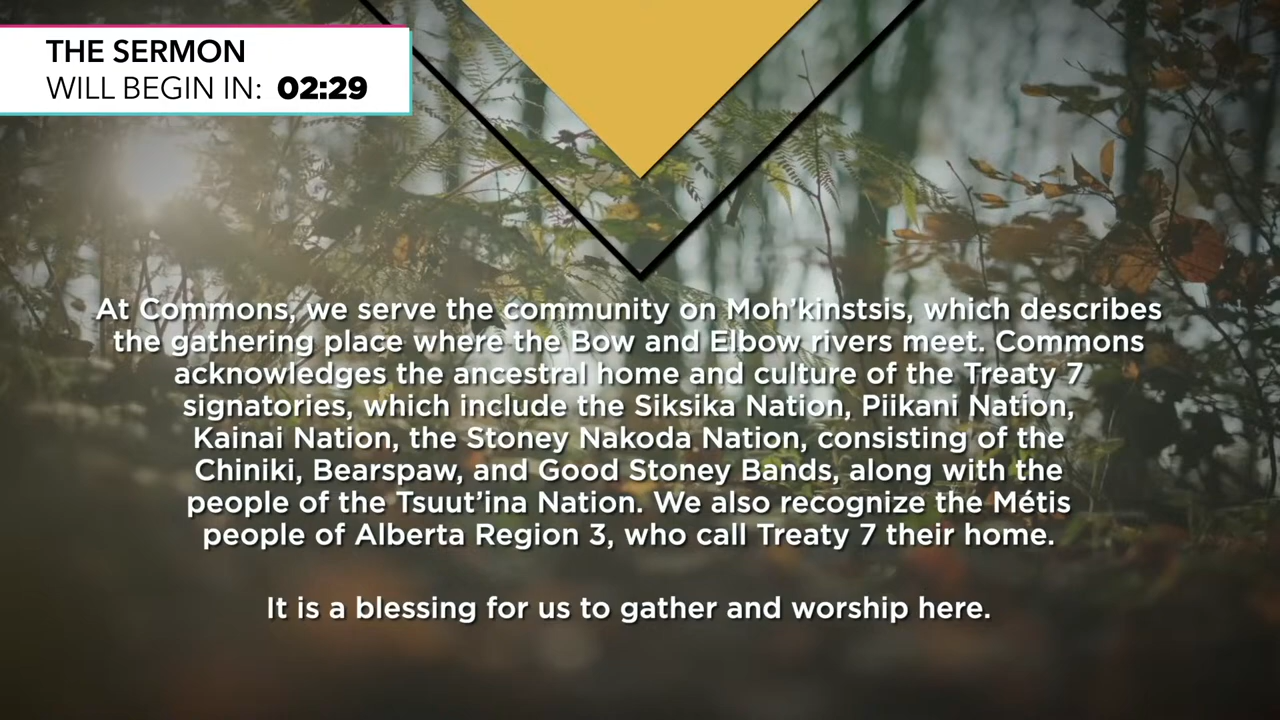 THE SERMON
WILL BEGIN IN: 02:29
At Commons, we serve the community on Moh’kinstsis, which describes
the gathering place where the Bow and Elbow rivers meet. Commons
acknowledges the ancestral home and culture of the Treaty 7
signatories, which include the Siksika Nation, Piikani Nation,
Kainai Nation, the Stoney Nakoda Nation, consisting of the
Chiniki, Bearspaw, and Good Stoney Bands, along with the
people of the Tsuut’ina Nation. We also recognize the Métis
people of Alberta Region 3, who call Treaty 7 their home.
It is a blessing for us to gather and worship here.